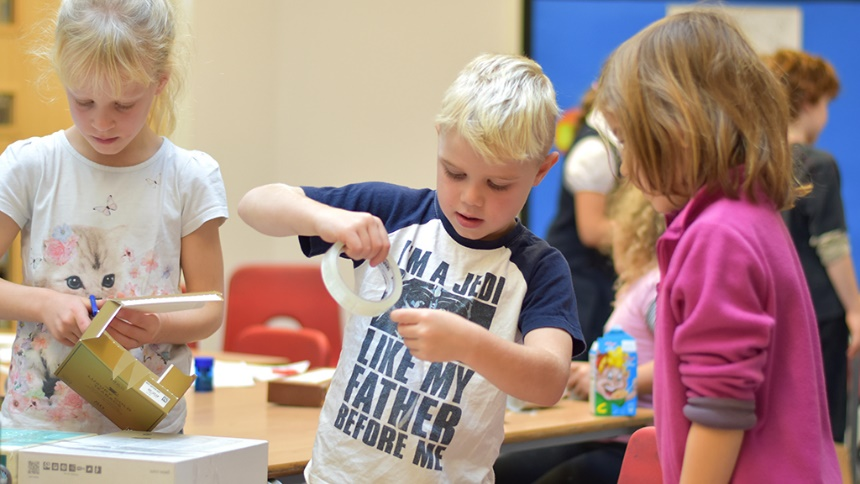 I'M A JEDI
LIKE MY
FATHER
BEFORE ME